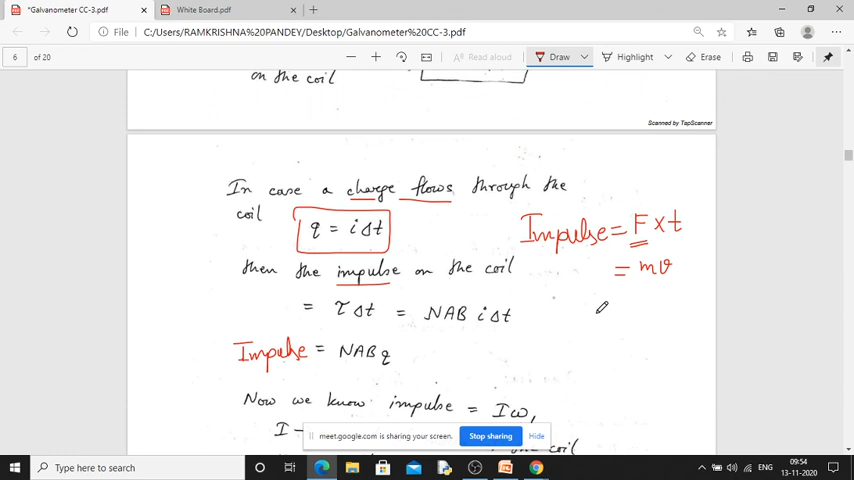 *Galvanometer CC-3.pdf
White Board.pdf
C:/Users/RAMKRISHNA%20PANDEY/Desktop/Galvanometer%20CC-3.pdf
6 of 20
Read aloud
Draw
Highlight
Erase
on the coil
Scanned by TapScanner
In case a charge flows through the
coil
q = iΔt
Impulse = F x t
= mv
then the impulse on the coil
= τΔt = NAB iΔt
Impulse = NABq
Now we know impulse = Iω,
I –
the coil
meet.google.com is sharing your screen.
Stop sharing
Hide
Type here to search
ENG
09:54
13-11-2020